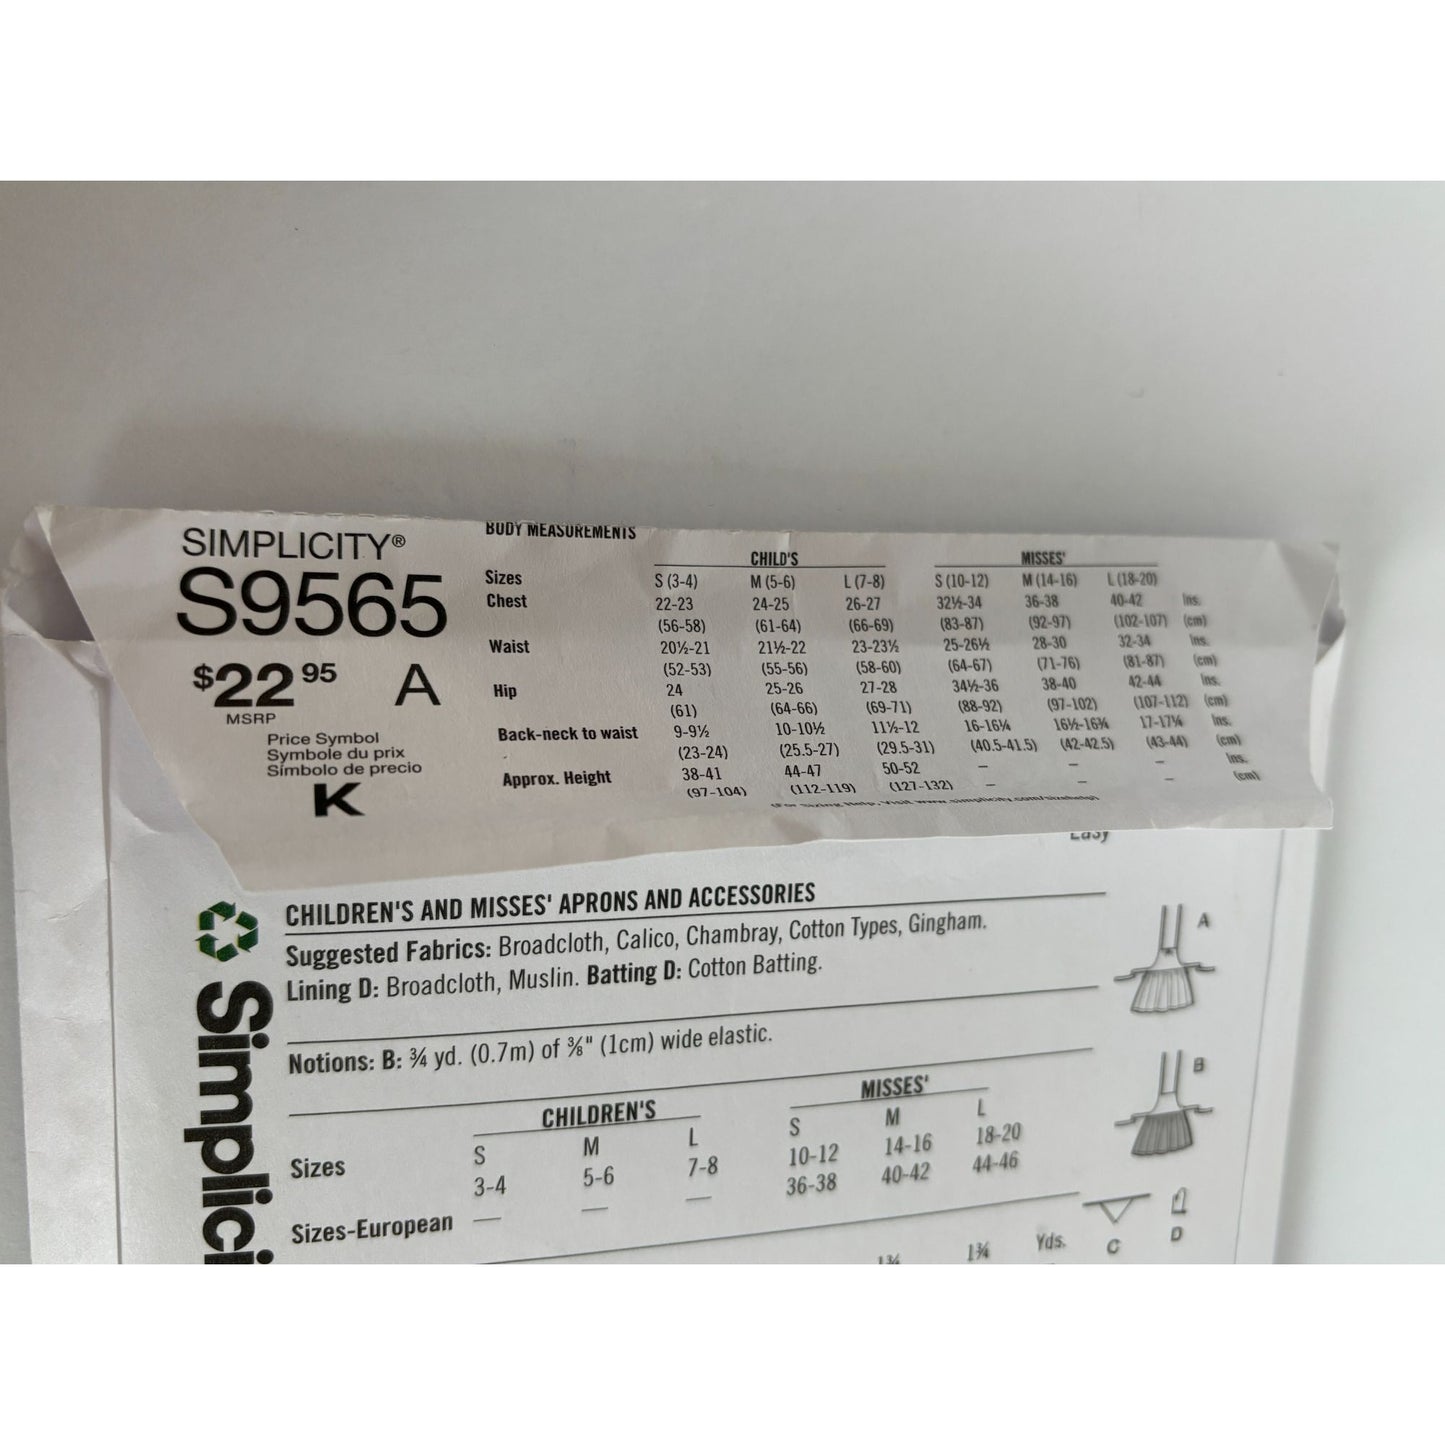 SIMPLICITY®
S9565
$22 95 A
MSRP
Price Symbol
Symbole du prix
Símbolo de precio
K
BODY MEASUREMENTS
CHILD'S MISSES'
Sizes S (3-4) M (5-6) L (7-8) S (10-12) M (14-16) L (18-20)
Chest 22-23 24-25 26-27 32½-34 36-38 40-42 Ins.
(56-58) (61-64) (66-69) (83-87) (92-97) (102-107) (cm)
Waist 20½-21 21½-22 23-23½ 25-26½ 28-30 32-34 Ins.
(52-53) (55-56) (58-60) (64-67) (71-76) (81-87) (cm)
Hip 24 25-26 27-28 34½-36 38-40 42-44 Ins.
(61) (64-66) (69-71) (88-92) (97-102) (107-112) (cm)
Back-neck to waist 9-9½ 10-10½ 11½-12 16-16¼ 16½-16¾ 17-17¼ Ins.
(23-24) (25.5-27) (29.5-31) (40.5-41.5) (42-42.5) (43-44) (cm)
Approx. Height 38-41 44-47 50-52 – – – Ins.
(97-104) (112-119) (127-132) – – – (cm)
(For sizing help, visit www.simplicity.com/sizehelp)
Easy
CHILDREN'S AND MISSES' APRONS AND ACCESSORIES
Suggested Fabrics: Broadcloth, Calico, Chambray, Cotton Types, Gingham.
Lining D: Broadcloth, Muslin. Batting D: Cotton Batting.
Notions: B: ¾ yd. (0.7m) of ⅜" (1cm) wide elastic.
CHILDREN'S MISSES'
S M L S M L
Sizes 3-4 5-6 7-8 10-12 14-16 18-20
Sizes-European — — — 36-38 40-42 44-46
1¾ 1¾ Yds.
A
B
C D
Simplici